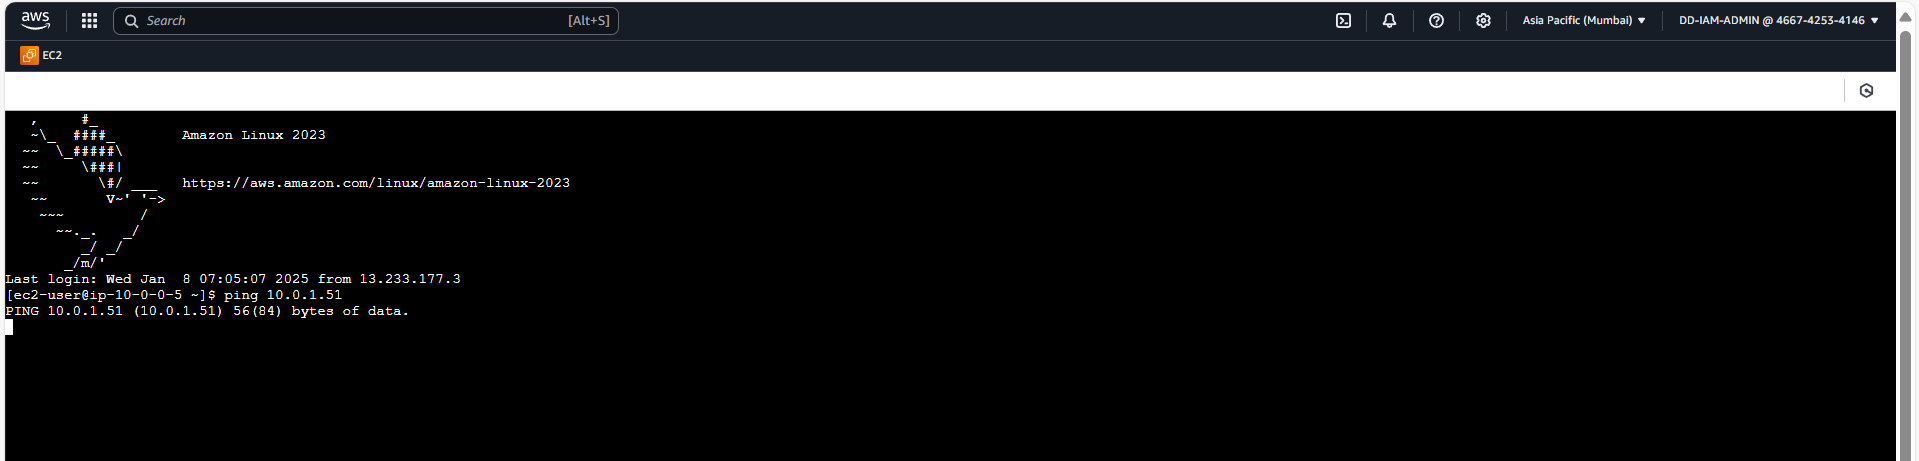 aws Search [Alt+S] Asia Pacific (Mumbai) ▼ DD-IAM-ADMIN @ 4667-4253-4146 ▼
EC2
   ,     #_
   ~\_  ####_        Amazon Linux 2023
  ~~  \_#####\
  ~~     \###|
  ~~       \#/ ___   https://aws.amazon.com/linux/amazon-linux-2023
   ~~       V~' '->
    ~~~         /
      ~~._.   _/
         _/ _/
       _/m/'
Last login: Wed Jan  8 07:05:07 2025 from 13.233.177.3
[ec2-user@ip-10-0-0-5 ~]$ ping 10.0.1.51
PING 10.0.1.51 (10.0.1.51) 56(84) bytes of data.